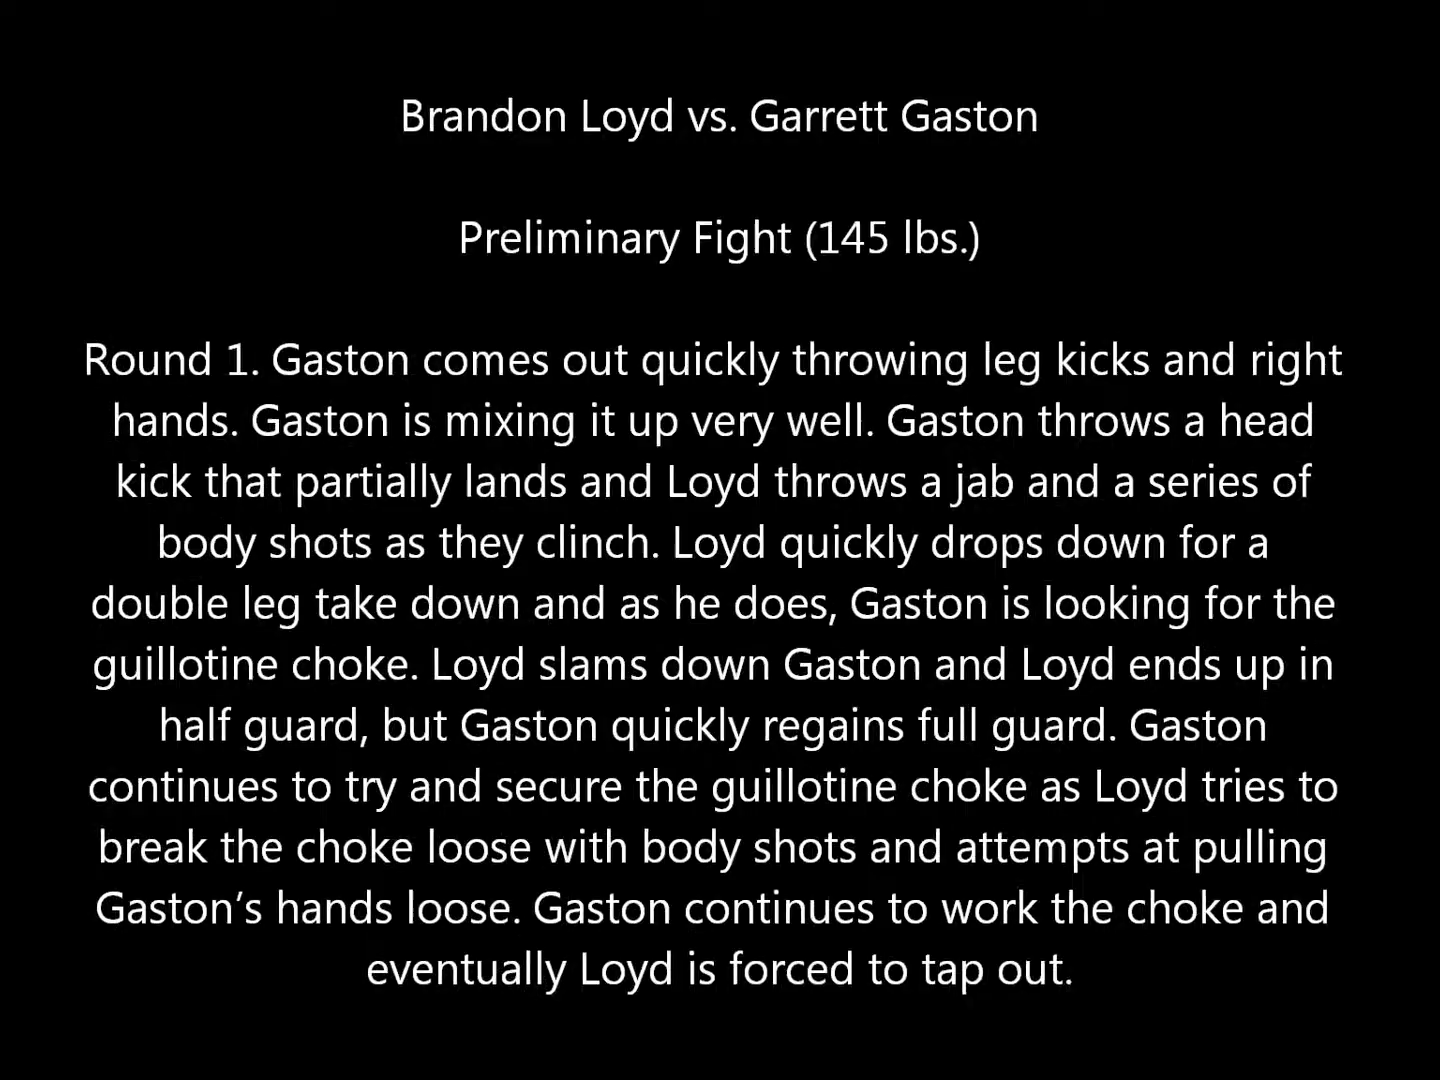 Brandon Loyd vs. Garrett Gaston
Preliminary Fight (145 lbs.)
Round 1. Gaston comes out quickly throwing leg kicks and right
hands. Gaston is mixing it up very well. Gaston throws a head
kick that partially lands and Loyd throws a jab and a series of
body shots as they clinch. Loyd quickly drops down for a
double leg take down and as he does, Gaston is looking for the
guillotine choke. Loyd slams down Gaston and Loyd ends up in
half guard, but Gaston quickly regains full guard. Gaston
continues to try and secure the guillotine choke as Loyd tries to
break the choke loose with body shots and attempts at pulling
Gaston’s hands loose. Gaston continues to work the choke and
eventually Loyd is forced to tap out.